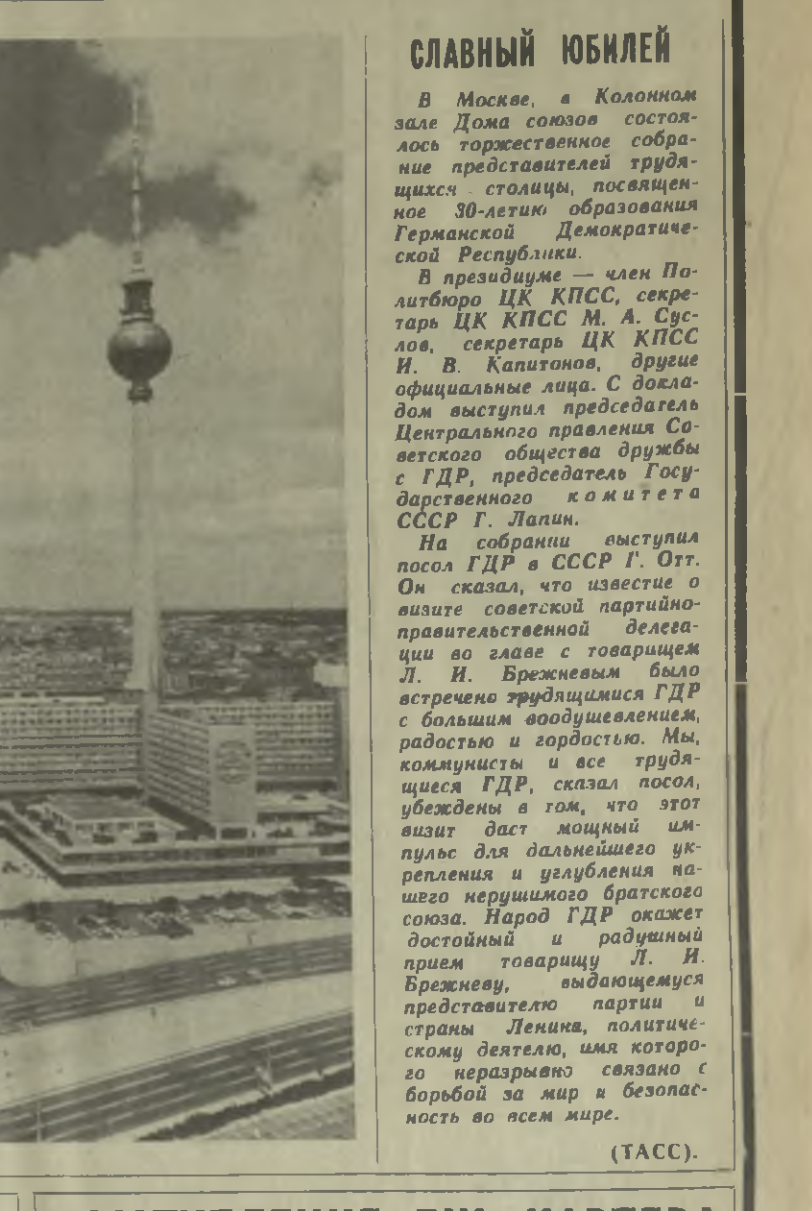 СЛАВНЫЙ ЮБИЛЕЙ
В Москве, в Колонном
зале Дома союзов состоя-
лось торжественное собра-
ние представителей трудя-
щихся столицы, посвящен-
ное 30-летию образования
Германской Демократиче-
ской Республики.
В президиуме — член По-
литбюро ЦК КПСС, секре-
тарь ЦК КПСС М. А. Сус-
лов, секретарь ЦК КПСС
И. В. Капитонов, другие
официальные лица. С докла-
дом выступил председатель
Центрального правления Со-
ветского общества дружбы
с ГДР, председатель Госу-
дарственного комитета
СССР Г. Лапин.
На собрании выступил
посол ГДР в СССР Г. Отт.
Он сказал, что известие о
визите советской партийно-
правительственной делега-
ции во главе с товарищем
Л. И. Брежневым было
встречено трудящимися ГДР
с большим воодушевлением,
радостью и гордостью. Мы,
коммунисты и все трудя-
щиеся ГДР, сказал посол,
убеждены в том, что этот
визит даст мощный им-
пульс для дальнейшего ук-
репления и углубления на-
шего нерушимого братского
союза. Народ ГДР окажет
достойный и радушный
прием товарищу Л. И.
Брежневу, выдающемуся
представителю партии и
страны Ленина, политиче-
скому деятелю, имя которо-
го неразрывно связано с
борьбой за мир и безопас-
ность во всем мире.
(ТАСС).